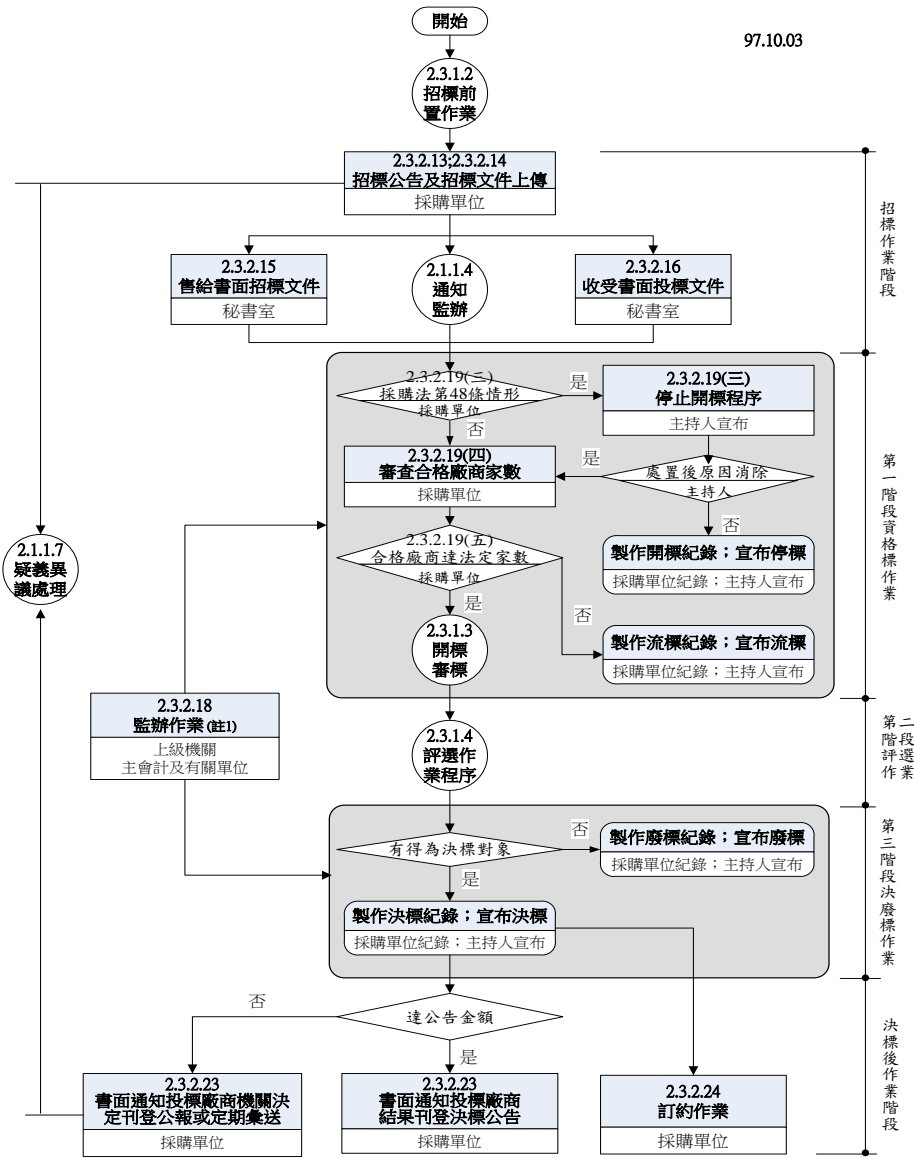 開始
97.10.03
2.3.1.2
招標前
置作業
2.3.2.13;2.3.2.14
招標公告及招標文件上傳
採購單位
招標作業階段
2.3.2.15
售給書面招標文件
秘書室
2.1.1.4
通知
監辦
2.3.2.16
收受書面投標文件
秘書室
2.3.2.19(三)
採購法第48條情形
採購單位
是
否
2.3.2.19(三)
停止開標程序
主持人宣布
2.3.2.19(四)
審查合格廠商家數
採購單位
是
處置後原因消除
主持人
否
第一階段資格標作業
2.1.1.7
疑義異
議處理
2.3.2.19(五)
合格廠商達法定家數
採購單位
是
否
製作開標紀錄；宣布停標
採購單位紀錄；主持人宣布
2.3.1.3
開標
審標
製作流標紀錄；宣布流標
採購單位紀錄；主持人宣布
2.3.2.18
監辦作業(註1)
上級機關
主會計及有關單位
2.3.1.4
評選作
業程序
第二階段評選作業
有得為決標對象
否
是
製作廢標紀錄；宣布廢標
採購單位紀錄；主持人宣布
製作決標紀錄；宣布決標
採購單位紀錄；主持人宣布
第三階段決廢標作業
達公告金額
否
是
2.3.2.23
書面通知投標廠商機關決
定刊登公報或定期彙送
採購單位
2.3.2.23
書面通知投標廠商
結果刊登決標公告
採購單位
2.3.2.24
訂約作業
採購單位
決標後作業階段